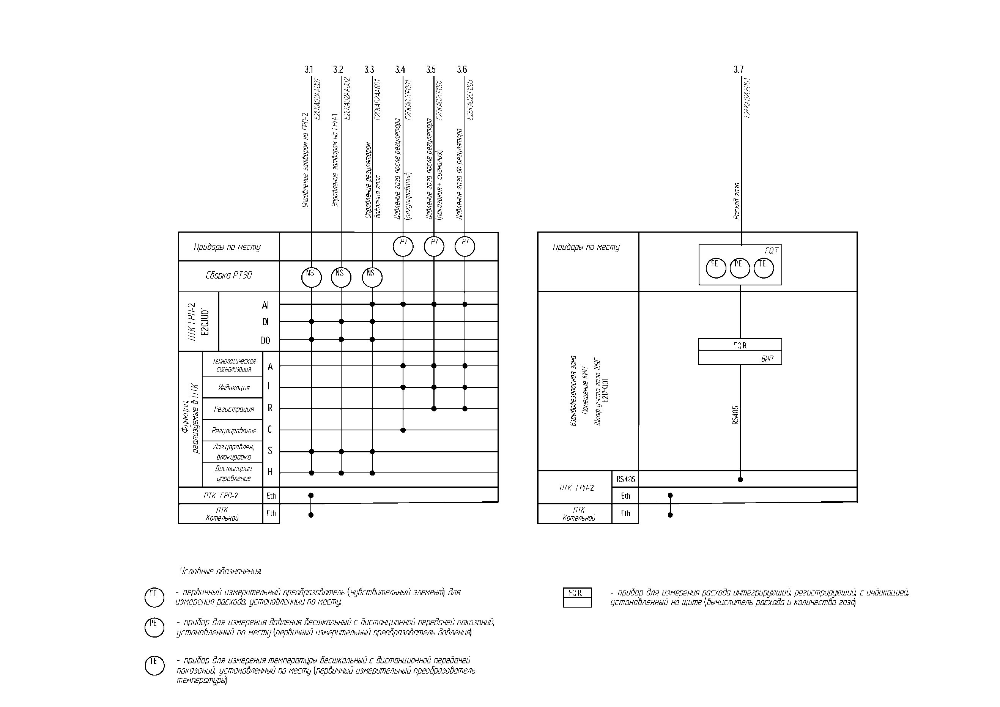 3.1
3.2
3.3
3.4
3.5
3.6
3.7
Управление затвором на ГРП-2
E2EKA02AA001
Управление затвором на ГРП-1
E2EKA02AA002
Управление регулятором
давления газа
E2EKA02AA801
Давление газа после регулятора
(регулирование)
E2EKA02CP001
Давление газа после регулятора
(показания + сигнализ.)
E2EKA02CP002
Давление газа до регулятора
E2EKA02CP003
Расход газа
E2EKA02CF001
Приборы по месту
PT
PT
PT
Сборка РТЗО
NS
NS
NS
ПТК ГРП-2
E2CJU01
AI
DI
DO
Функции,
реализуемые в ПТК
Технологическая
сигнализация
A
Индикация
I
Регистрация
R
Регулирование
C
Лог.управлен.,
блокировка
S
Дистанцион.
управление
H
ПТК ГРП-2
Eth
ПТК
Котельной
Eth
Приборы по месту
FQT
FE
PE
TE
Взрывобезопасная зона
Помещение КИП
Шкаф учета газа ШУГ
E2CFQ01
FQIR
БИП
RS485
ПТК ГРП-2
RS485
Eth
ПТК
Котельной
Eth
Условные обозначения.
FE
- первичный измерительный преобразователь (чувствительный элемент) для
измерения расхода, установленный по месту.
PE
- прибор для измерения давления бесшкальный с дистанционной передачей показаний,
установленный по месту (первичный измерительный преобразователь давления)
TE
- прибор для измерения температуры бесшкальный с дистанционной передачей
показаний, установленный по месту (первичный измерительный преобразователь
температуры)
FQIR
- прибор для измерения расхода интегрирующий, регистрирующий, с индикацией,
установленный на щите (вычислитель расхода и количества газа)